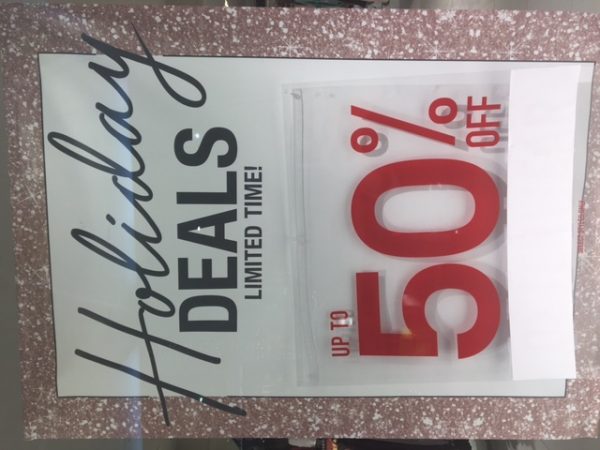 Holiday
DEALS
LIMITED TIME!
UP TO
50%
OFF